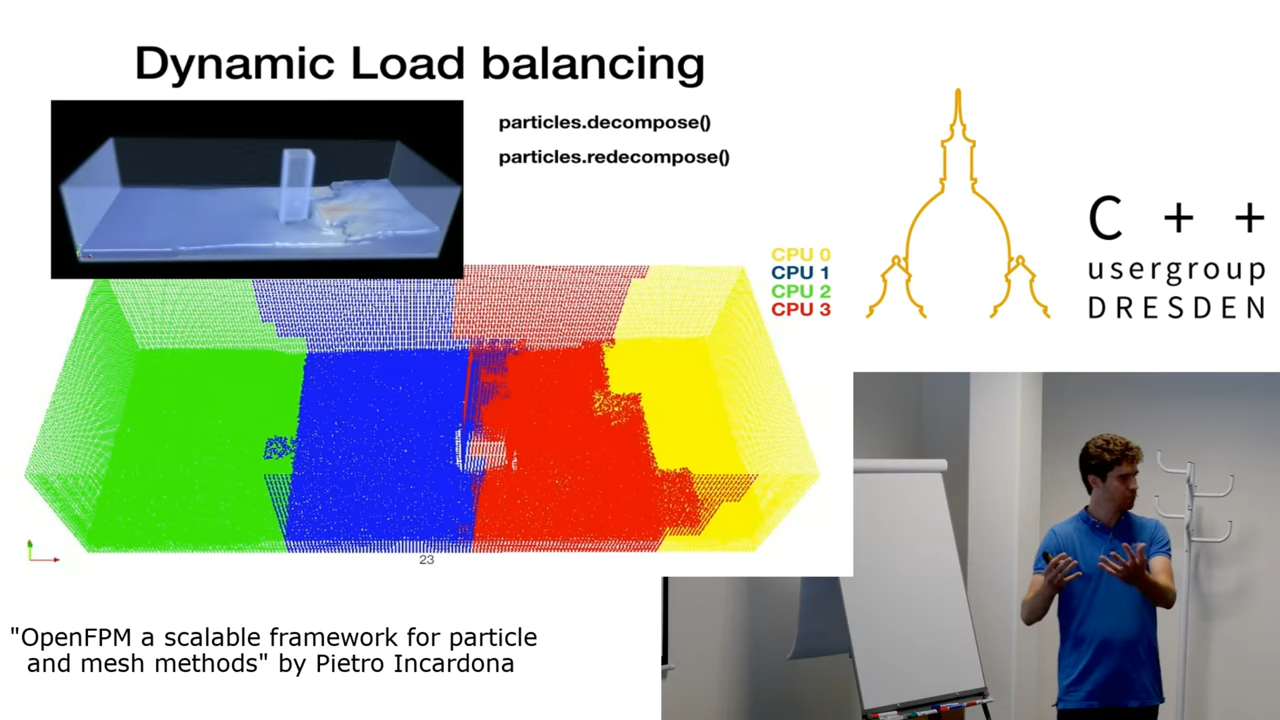 Dynamic Load balancing
particles.decompose()
particles.redecompose()
CPU 0
CPU 1
CPU 2
CPU 3
C + +
usergroup
DRESDEN
23
"OpenFPM a scalable framework for particle
and mesh methods" by Pietro Incardona